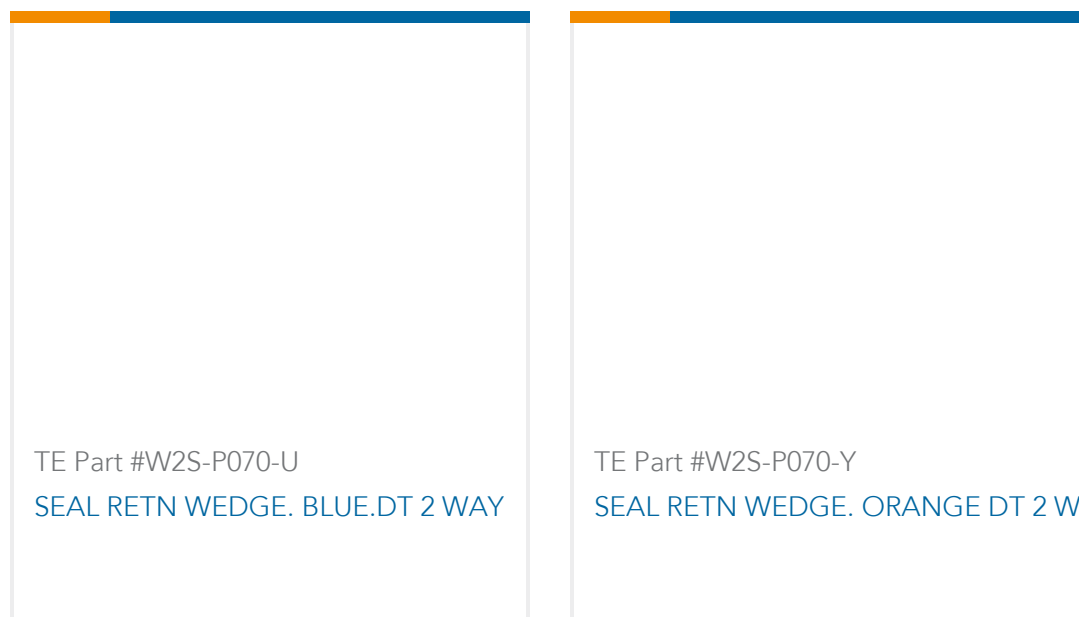 TE Part #W2S-P070-U
SEAL RETN WEDGE. BLUE.DT 2 WAY
TE Part #W2S-P070-Y
SEAL RETN WEDGE. ORANGE DT 2